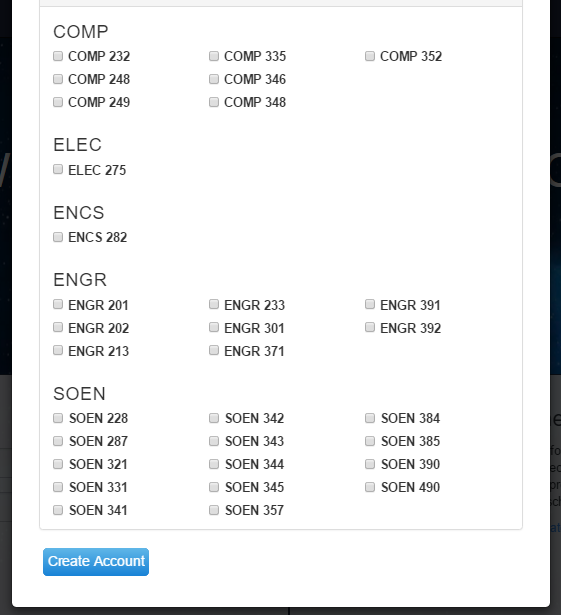 COMP
COMP 232 COMP 335 COMP 352
COMP 248 COMP 346
COMP 249 COMP 348
ELEC
ELEC 275
ENCS
ENCS 282
ENGR
ENGR 201 ENGR 233 ENGR 391
ENGR 202 ENGR 301 ENGR 392
ENGR 213 ENGR 371
SOEN
SOEN 228 SOEN 342 SOEN 384
SOEN 287 SOEN 343 SOEN 385
SOEN 321 SOEN 344 SOEN 390
SOEN 331 SOEN 345 SOEN 490
SOEN 341 SOEN 357
Create Account